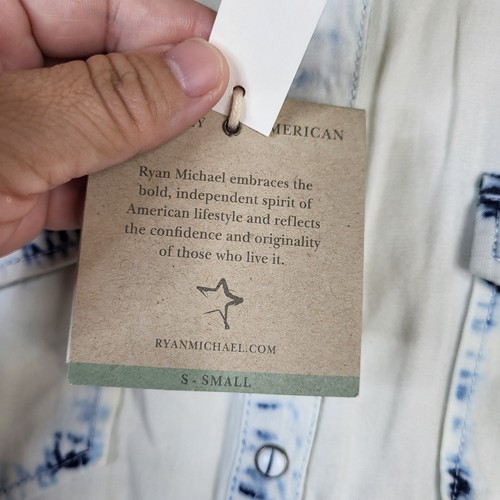 Ryan Michael embraces the
bold, independent spirit of
American lifestyle and reflects
the confidence and originality
of those who live it.
RYANMICHAEL.COM
S - SMALL